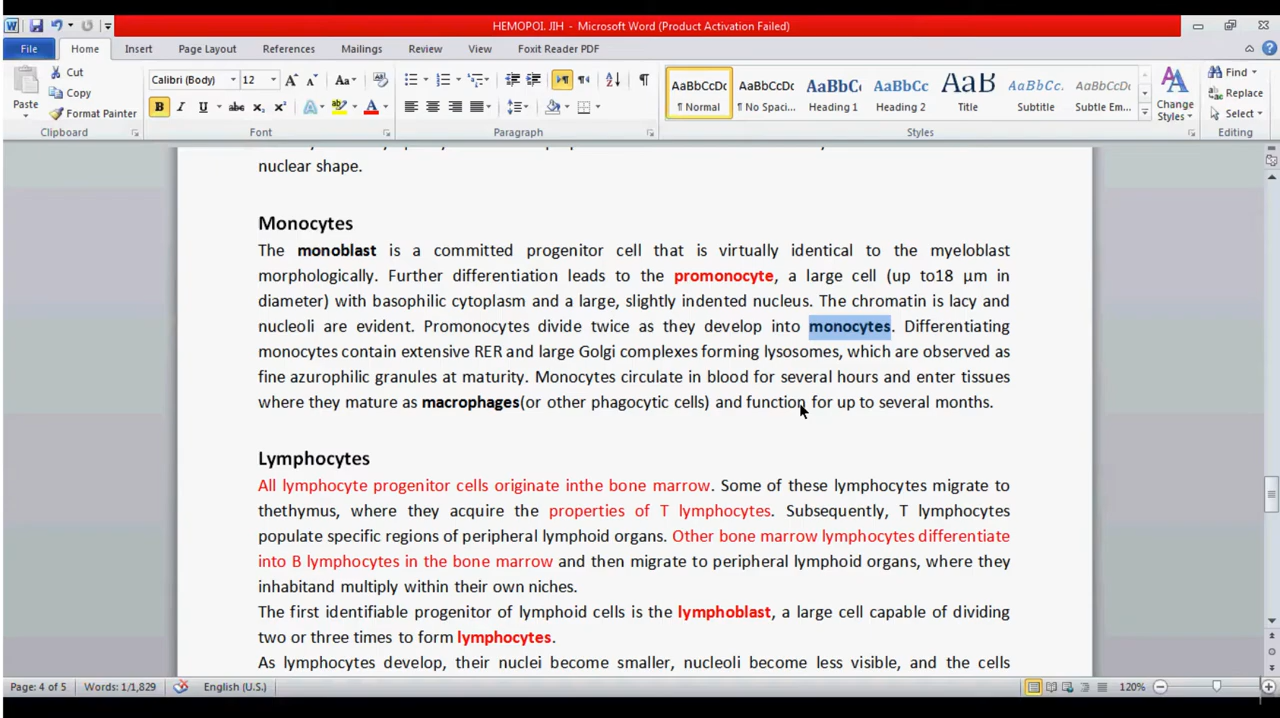 HEMOPOI. JIH - Microsoft Word (Product Activation Failed)
File Home Insert Page Layout References Mailings Review View Foxit Reader PDF
Paste
Cut
Copy
Format Painter
Clipboard
Calibri (Body) 12
Font
Paragraph
AaBbCcDc AaBbCcDc AaBbC AaBbCc AaB AaBbCc. AaBbCcDc
¶ Normal ¶ No Spaci... Heading 1 Heading 2 Title Subtitle Subtle Em...
Change Styles
Styles
Find
Replace
Select
Editing
nuclear shape.
Monocytes
The monoblast is a committed progenitor cell that is virtually identical to the myeloblast
morphologically. Further differentiation leads to the promonocyte, a large cell (up to18 µm in
diameter) with basophilic cytoplasm and a large, slightly indented nucleus. The chromatin is lacy and
nucleoli are evident. Promonocytes divide twice as they develop into monocytes. Differentiating
monocytes contain extensive RER and large Golgi complexes forming lysosomes, which are observed as
fine azurophilic granules at maturity. Monocytes circulate in blood for several hours and enter tissues
where they mature as macrophages(or other phagocytic cells) and function for up to several months.
Lymphocytes
All lymphocyte progenitor cells originate inthe bone marrow. Some of these lymphocytes migrate to
thethymus, where they acquire the properties of T lymphocytes. Subsequently, T lymphocytes
populate specific regions of peripheral lymphoid organs. Other bone marrow lymphocytes differentiate
into B lymphocytes in the bone marrow and then migrate to peripheral lymphoid organs, where they
inhabitand multiply within their own niches.
The first identifiable progenitor of lymphoid cells is the lymphoblast, a large cell capable of dividing
two or three times to form lymphocytes.
As lymphocytes develop, their nuclei become smaller, nucleoli become less visible, and the cells
Page: 4 of 5 Words: 1/1,829 English (U.S.) 120%